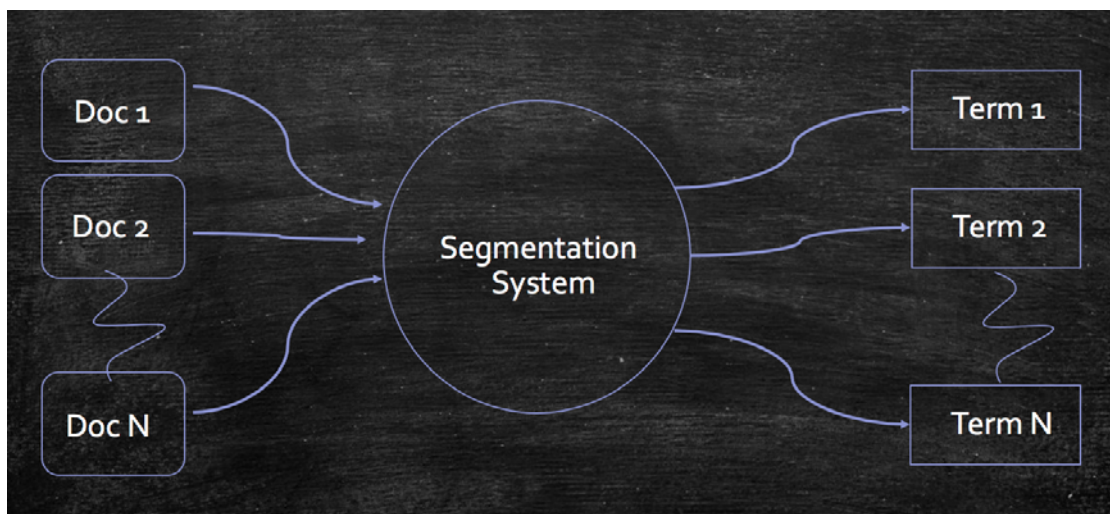 Doc 1
Doc 2
Doc N
Segmentation
System
Term 1
Term 2
Term N